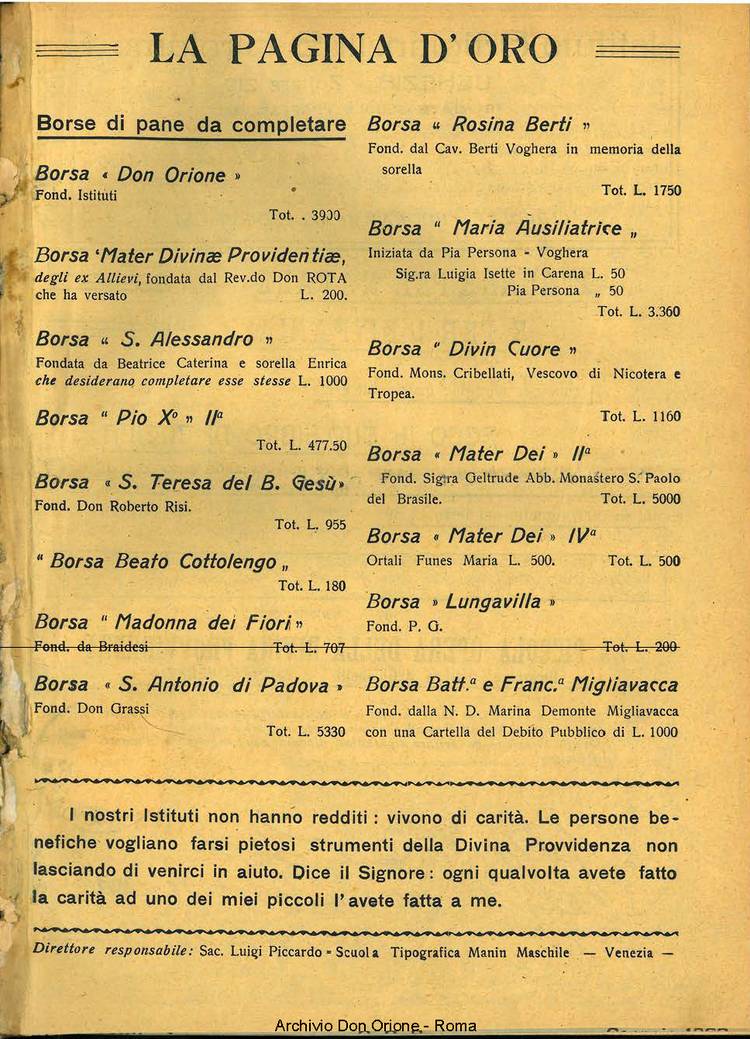 LA PAGINA D'ORO
Borse di pane da completare
Borsa « Don Orione »
Fond. Istituti
Tot. . 3900
Borsa 'Mater Divinæ Providentiæ,
degli ex Allievi, fondata dal Rev.do Don ROTA
che ha versato L. 200.
Borsa “ S. Alessandro „
Fondata da Beatrice Caterina e sorella Enrica
che desiderano completare esse stesse L. 1000
Borsa “ Pio Xº „ IIª
Tot. L. 477.50
Borsa « S. Teresa del B. Gesù»
Fond. Don Roberto Risi.
Tot. L. 955
“ Borsa Beato Cottolengo „
Tot. L. 180
Borsa “ Madonna dei Fiori „
Fond. da Braidesi Tot. L. 707
Borsa « S. Antonio di Padova »
Fond. Don Grassi
Tot. L. 5330
Borsa “ Rosina Berti „
Fond. dal Cav. Berti Voghera in memoria della
sorella
Tot. L. 1750
Borsa “ Maria Ausiliatrice „
Iniziata da Pia Persona - Voghera
Sig.ra Luigia Isette in Carena L. 50
Pia Persona „ 50
Tot. L. 3.360
Borsa “ Divin Cuore „
Fond. Mons. Cribellati, Vescovo di Nicotera e
Tropea.
Tot. L. 1160
Borsa « Mater Dei » IIª
Fond. Sigra Geltrude Abb. Monastero S. Paolo
del Brasile. Tot. L. 5000
Borsa « Mater Dei » IVª
Ortali Funes Maria L. 500. Tot. L. 500
Borsa » Lungavilla »
Fond. P. G.
Tot. L. 200
Borsa Batt.ª e Franc.ª Migliavacca
Fond. dalla N. D. Marina Demonte Migliavacca
con una Cartella del Debito Pubblico di L. 1000
I nostri Istituti non hanno redditi : vivono di carità. Le persone be-
nefiche vogliano farsi pietosi strumenti della Divina Provvidenza non
lasciando di venirci in aiuto. Dice il Signore : ogni qualvolta avete fatto
la carità ad uno dei miei piccoli l'avete fatta a me.
Direttore responsabile: Sac. Luigi Piccardo - Scuola Tipografica Manin Maschile — Venezia —
Archivio Don Orione - Roma